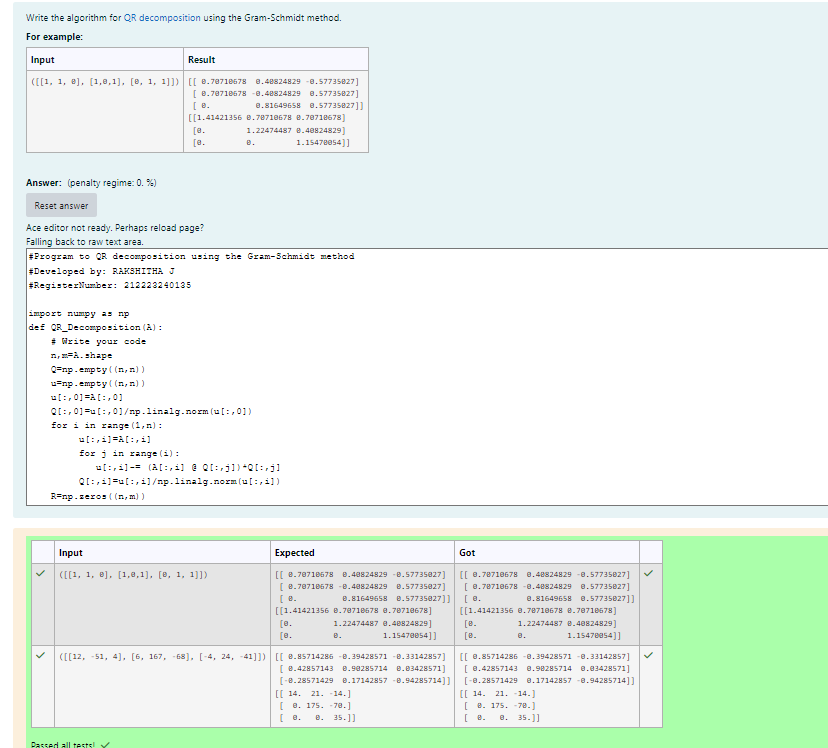 Write the algorithm for QR decomposition using the Gram-Schmidt method.
For example:
Input Result
([[1, 1, 0], [1,0,1], [0, 1, 1]]) [[ 0.70710678 0.40824829 -0.57735027]
[ 0.70710678 -0.40824829 0.57735027]
[ 0. 0.81649658 0.57735027]]
[[1.41421356 0.70710678 0.70710678]
[0. 1.22474487 0.40824829]
[0. 0. 1.15470054]]
Answer: (penalty regime: 0. %)
Reset answer
Ace editor not ready. Perhaps reload page?
Falling back to raw text area.
#Program to QR decomposition using the Gram-Schmidt method
#Developed by: RAKSHITHA J
#RegisterNumber: 212223240135
import numpy as np
def QR_Decomposition(A):
# Write your code
n,m=A.shape
Q=np.empty((n,n))
u=np.empty((n,n))
u[:,0]=A[:,0]
Q[:,0]=u[:,0]/np.linalg.norm(u[:,0])
for i in range(1,n):
u[:,i]=A[:,i]
for j in range(i):
u[:,i]-= (A[:,i] @ Q[:,j])*Q[:,j]
Q[:,i]=u[:,i]/np.linalg.norm(u[:,i])
R=np.zeros((n,m))
Input Expected Got
([[1, 1, 0], [1,0,1], [0, 1, 1]]) [[ 0.70710678 0.40824829 -0.57735027] [[ 0.70710678 0.40824829 -0.57735027]
[ 0.70710678 -0.40824829 0.57735027] [ 0.70710678 -0.40824829 0.57735027]
[ 0. 0.81649658 0.57735027]] [ 0. 0.81649658 0.57735027]]
[[1.41421356 0.70710678 0.70710678] [[1.41421356 0.70710678 0.70710678]
[0. 1.22474487 0.40824829] [0. 1.22474487 0.40824829]
[0. 0. 1.15470054]] [0. 0. 1.15470054]]
([[12, -51, 4], [6, 167, -68], [-4, 24, -41]]) [[ 0.85714286 -0.39428571 -0.33142857] [[ 0.85714286 -0.39428571 -0.33142857]
[ 0.42857143 0.90285714 0.03428571] [ 0.42857143 0.90285714 0.03428571]
[-0.28571429 0.17142857 -0.94285714]] [-0.28571429 0.17142857 -0.94285714]]
[[ 14. 21. -14.] [[ 14. 21. -14.]
[ 0. 175. -70.] [ 0. 175. -70.]
[ 0. 0. 35.]] [ 0. 0. 35.]]
Passed all tests!